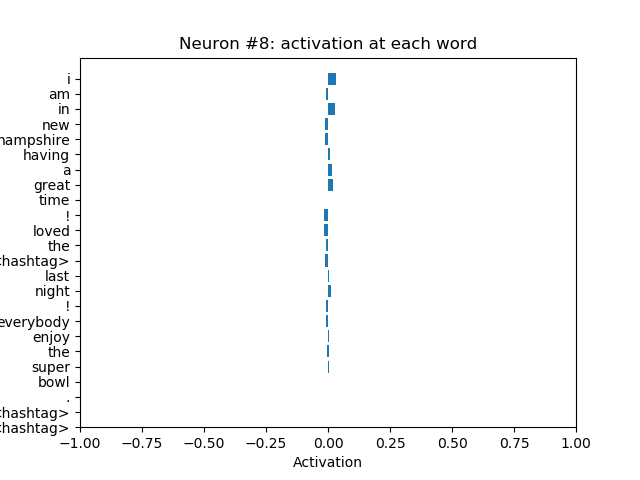 Neuron #8: activation at each word
i
am
in
new
hampshire
having
a
great
time
!
loved
the
<hashtag>
last
night
!
everybody
enjoy
the
super
bowl
.
<hashtag>
<hashtag>
−1.00 −0.75 −0.50 −0.25 0.00 0.25 0.50 0.75 1.00
Activation